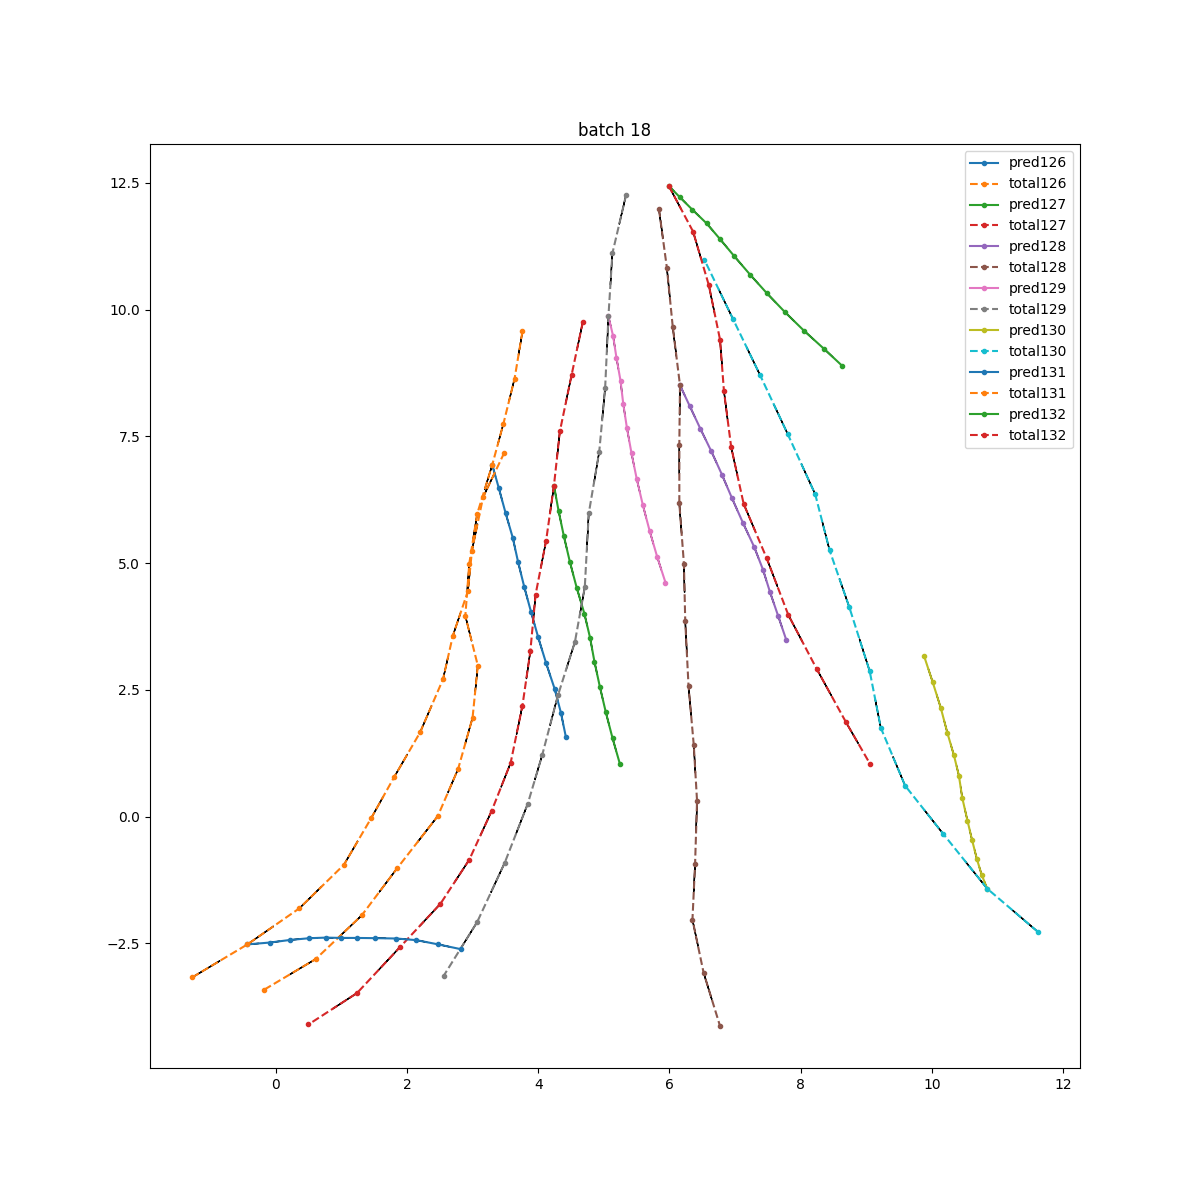 batch 18
12.5
10.0
7.5
5.0
2.5
0.0
−2.5
0
2
4
6
8
10
12
pred126
total126
pred127
total127
pred128
total128
pred129
total129
pred130
total130
pred131
total131
pred132
total132